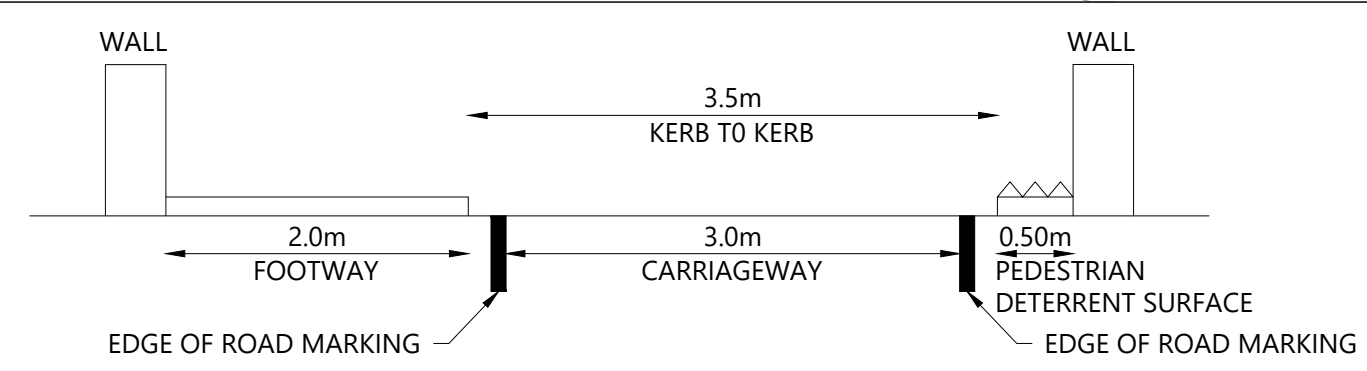 WALL
WALL
3.5m
KERB T0 KERB
2.0m
FOOTWAY
3.0m
CARRIAGEWAY
0.50m
PEDESTRIAN
DETERRENT SURFACE
EDGE OF ROAD MARKING
EDGE OF ROAD MARKING